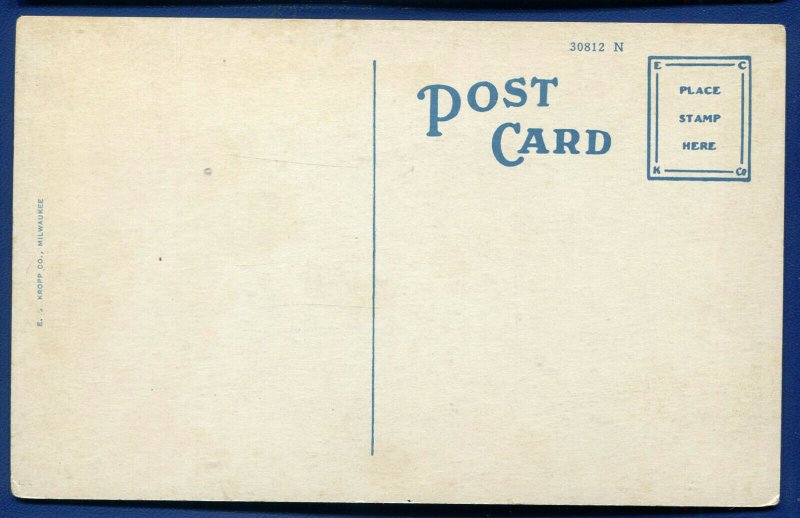 30812 N
POST
CARD
E C
PLACE
STAMP
HERE
K Co
E. . KROPP CO., MILWAUKEE